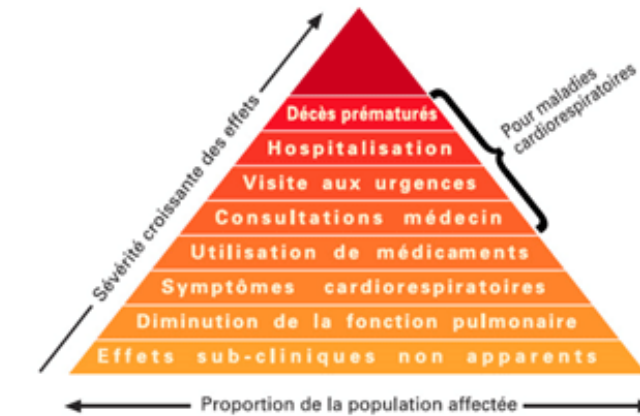 Sévérité croissante des effets
Pour maladies
cardiorespiratoires
Décès prématurés
Hospitalisation
Visite aux urgences
Consultations médecin
Utilisation de médicaments
Symptômes cardiorespiratoires
Diminution de la fonction pulmonaire
Effets sub-cliniques non apparents
Proportion de la population affectée